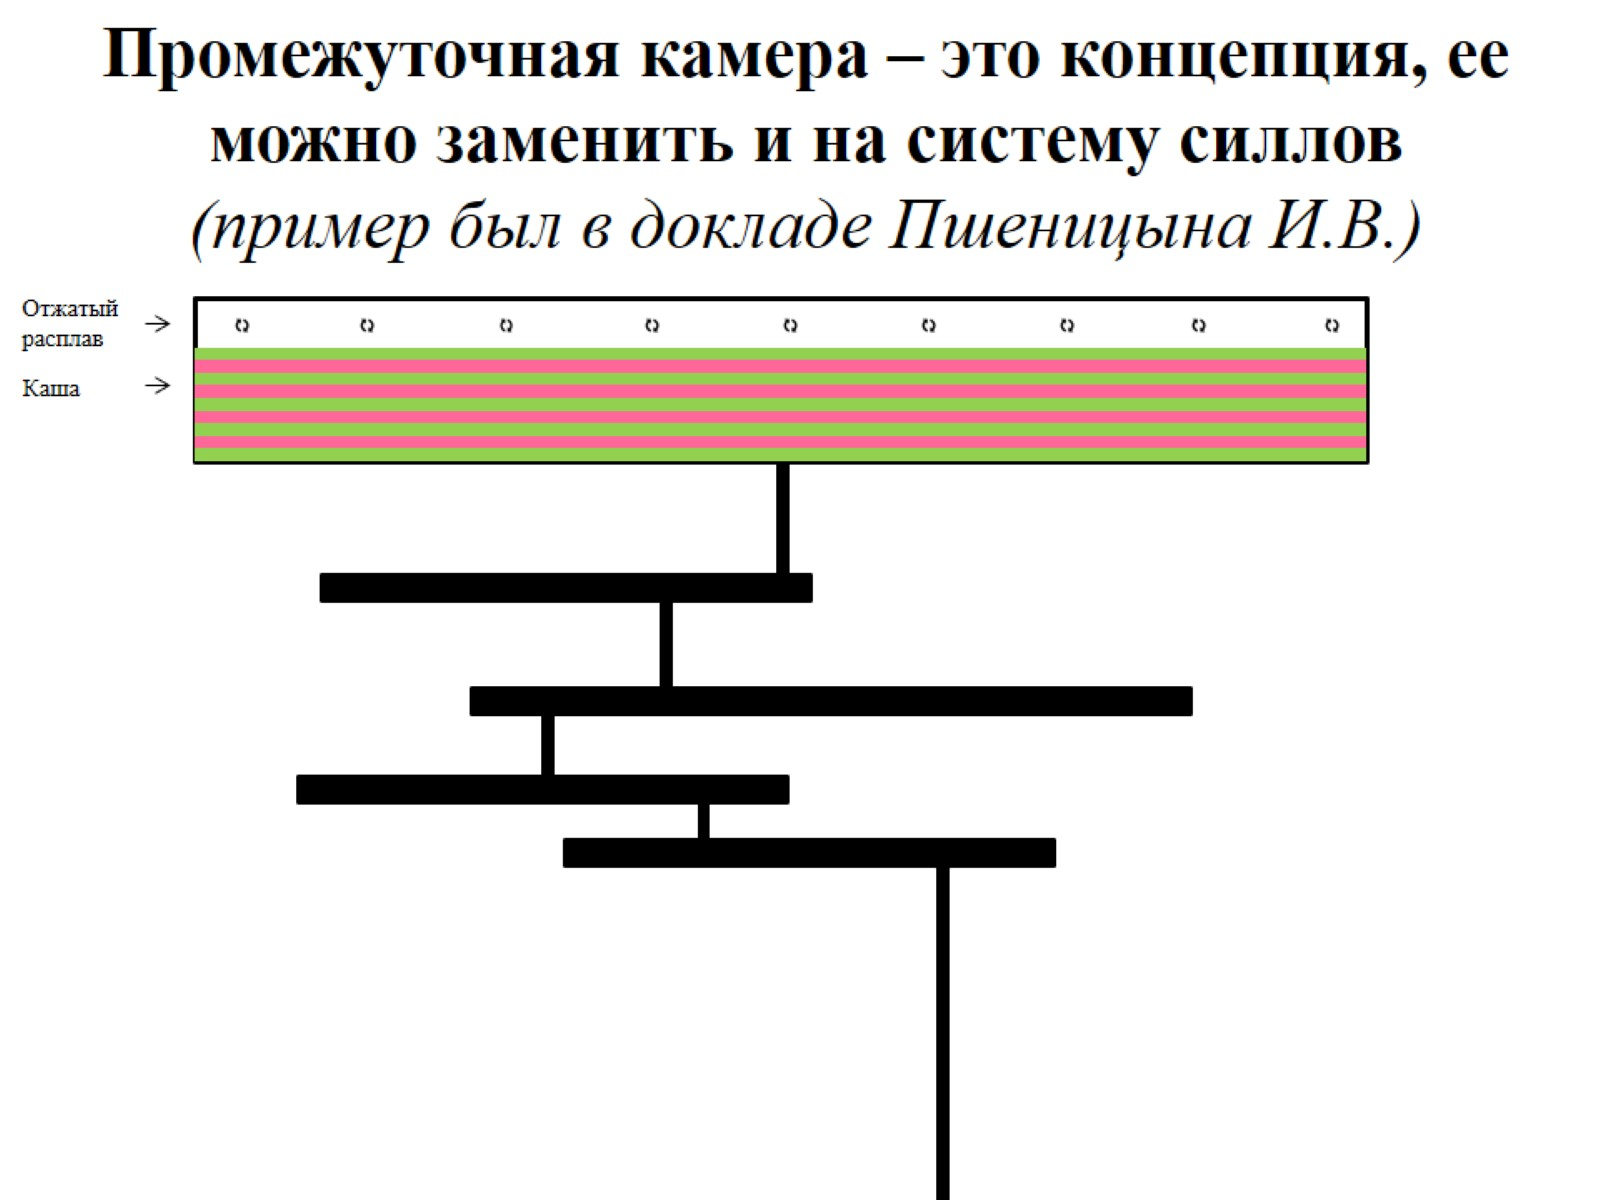 Промежуточная камера – это концепция, ее
можно заменить и на систему силлов
(пример был в докладе Пшеницына И.В.)
Отжатый
расплав
Каша